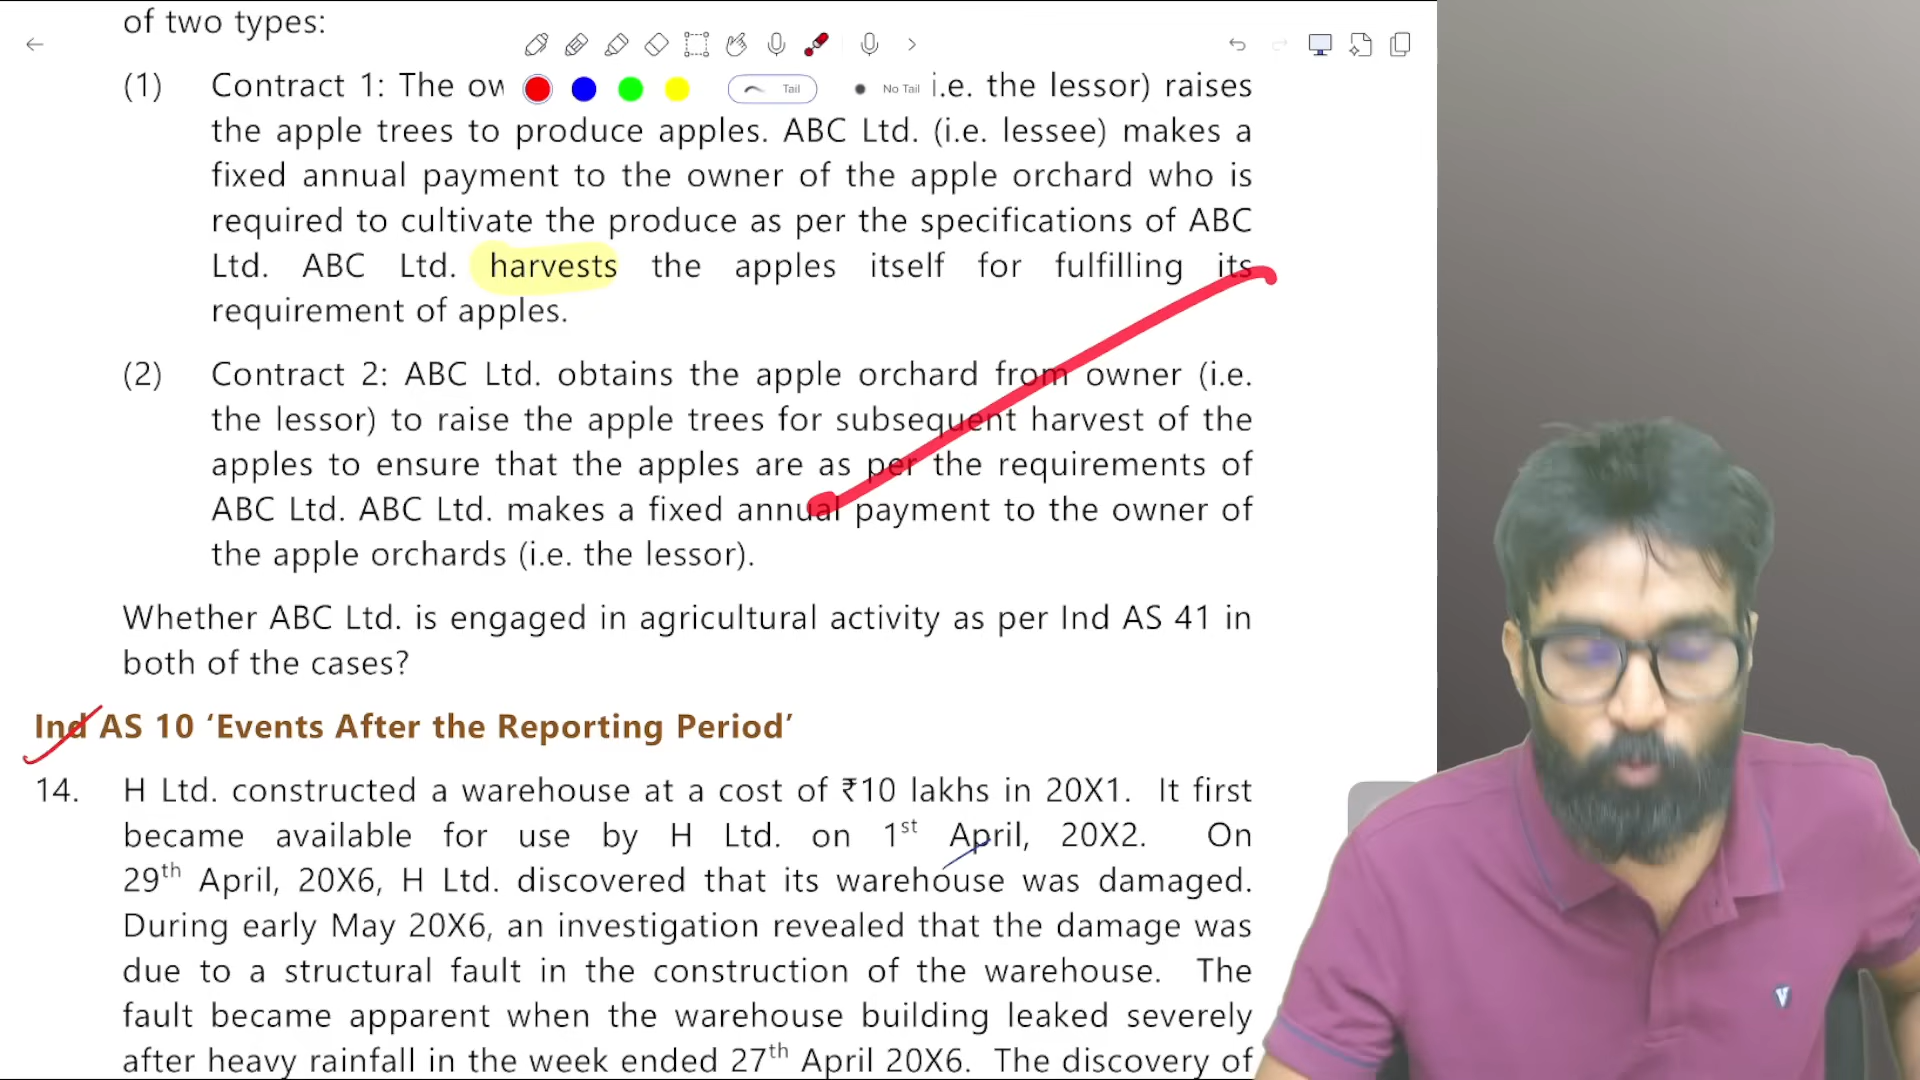 of two types:
Tail
No Tail
(1) Contract 1: The ow i.e. the lessor) raises
the apple trees to produce apples. ABC Ltd. (i.e. lessee) makes a
fixed annual payment to the owner of the apple orchard who is
required to cultivate the produce as per the specifications of ABC
Ltd. ABC Ltd. harvests the apples itself for fulfilling its
requirement of apples.
(2) Contract 2: ABC Ltd. obtains the apple orchard from owner (i.e.
the lessor) to raise the apple trees for subsequent harvest of the
apples to ensure that the apples are as per the requirements of
ABC Ltd. ABC Ltd. makes a fixed annual payment to the owner of
the apple orchards (i.e. the lessor).
Whether ABC Ltd. is engaged in agricultural activity as per Ind AS 41 in
both of the cases?
Ind AS 10 ‘Events After the Reporting Period’
14. H Ltd. constructed a warehouse at a cost of ₹10 lakhs in 20X1. It first
became available for use by H Ltd. on 1st April, 20X2. On
29th April, 20X6, H Ltd. discovered that its warehouse was damaged.
During early May 20X6, an investigation revealed that the damage was
due to a structural fault in the construction of the warehouse. The
fault became apparent when the warehouse building leaked severely
after heavy rainfall in the week ended 27th April 20X6. The discovery of